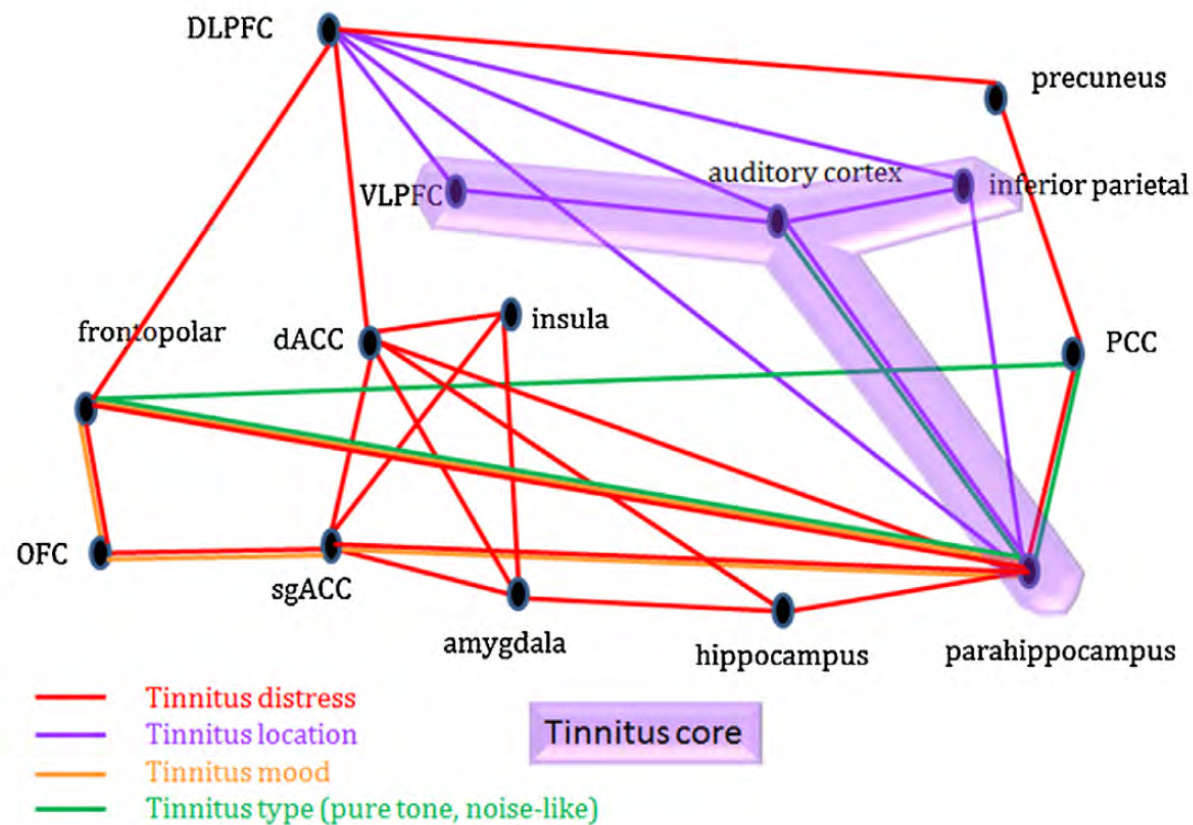 DLPFC
precuneus
auditory cortex
VLPFC
inferior parietal
insula
frontopolar
dACC
PCC
OFC
sgACC
amygdala
hippocampus
parahippocampus
Tinnitus distress
Tinnitus location
Tinnitus core
Tinnitus mood
Tinnitus type (pure tone, noise-like)